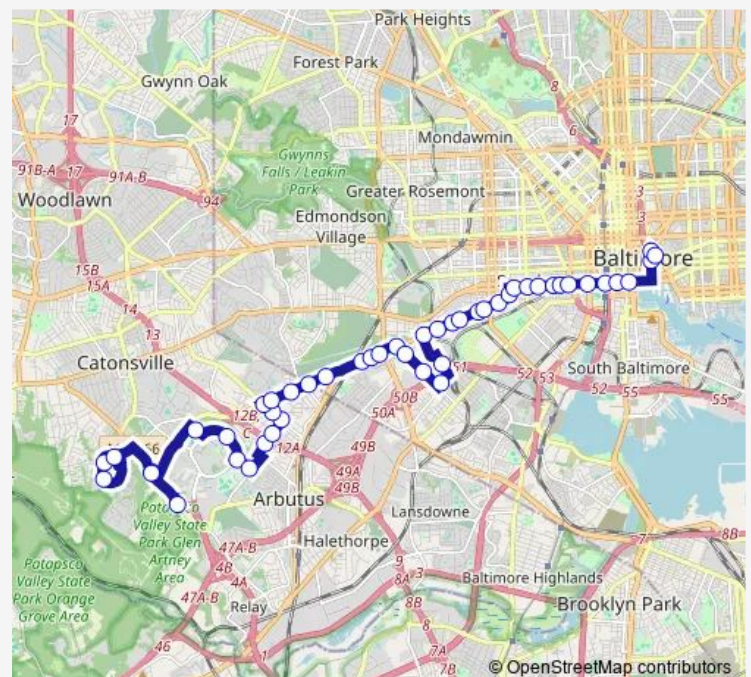 Park Heights
Forest Park
Gwynn Oak
8
6
17
Mondawmin
Gwynns
Falls / Leakin
Park
91B-A
17
91A-B
3
3
Greater Rosemont
Woodlawn
94
Edmondson
Village
Baltimore
15B
15A
14
13
Catonsville
51
52
53
South Baltimore
52
55
55
50B
50A
12B
C
12A
49B
49A
49B
Arbutus
Patapsco
Valley State
Park Glen
Artney
Area
Lansdowne
47A-B
Halethorpe
7
8B
Patapsco
Valley State
Park Orange
Grove Area
4B
4A
9
8A
3
Baltimore Highlands
47A-B
Relay
8B
Brooklyn Park
8
46
1
7A
7B
© OpenStreetMap contributors